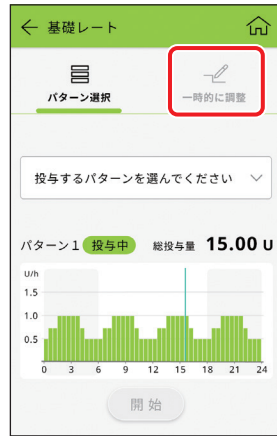 ← 基礎レート
パターン選択 一時的に調整
投与するパターンを選んでください
パターン1 投与中 総投与量 15.00 U
U/h
1.5
1.0
0.5
0 3 6 9 12 15 18 21 24
開始